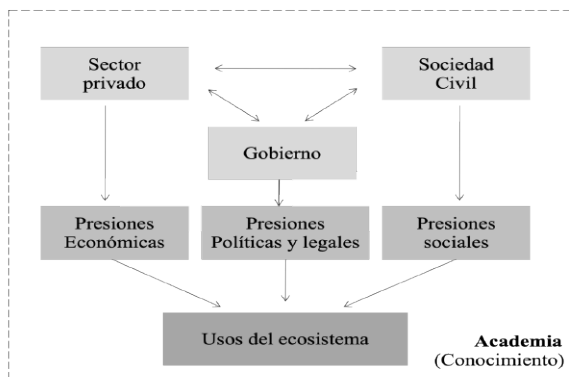 Sector
privado
Sociedad
Civil
Gobierno
Presiones
Económicas
Presiones
Políticas y legales
Presiones
sociales
Usos del ecosistema
Academia
(Conocimiento)